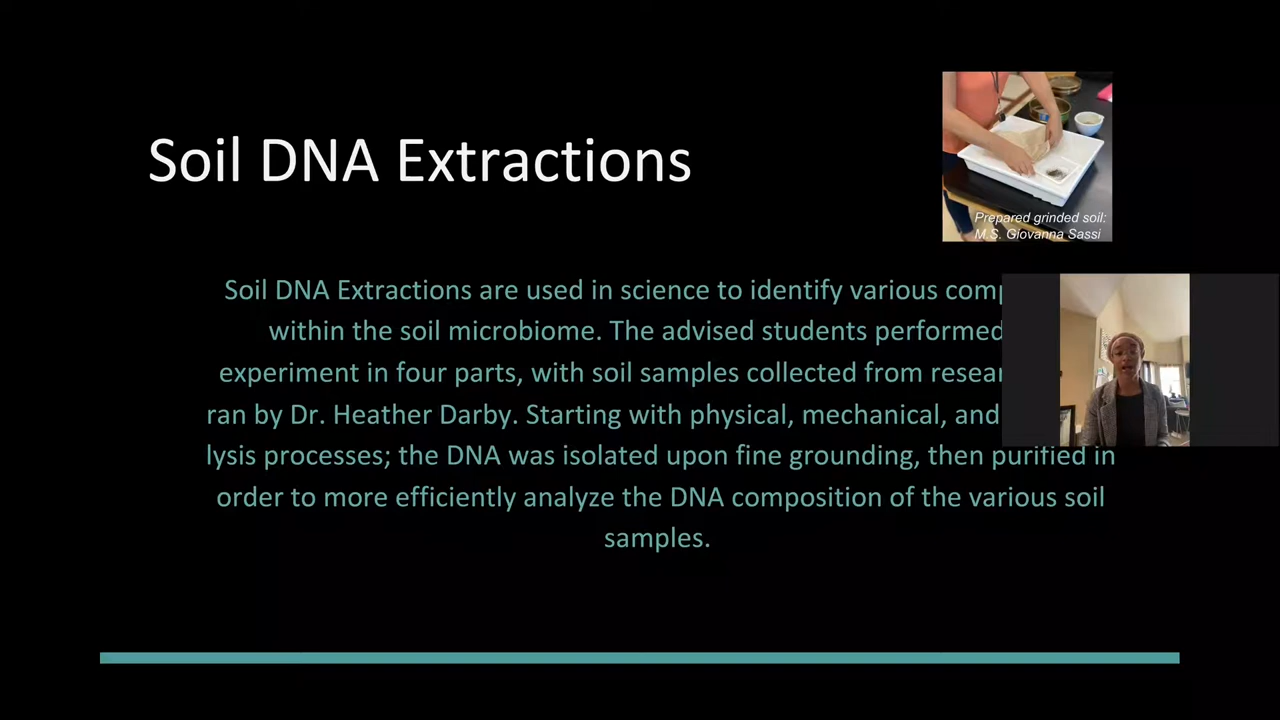 Soil DNA Extractions
Prepared grinded soil:
M.S. Giovanna Sassi
Soil DNA Extractions are used in science to identify various
within the soil microbiome. The advised students performed
experiment in four parts, with soil samples collected from
ran by Dr. Heather Darby. Starting with physical, mechanical, and
lysis processes; the DNA was isolated upon fine grounding, then purified in
order to more efficiently analyze the DNA composition of the various soil
samples.